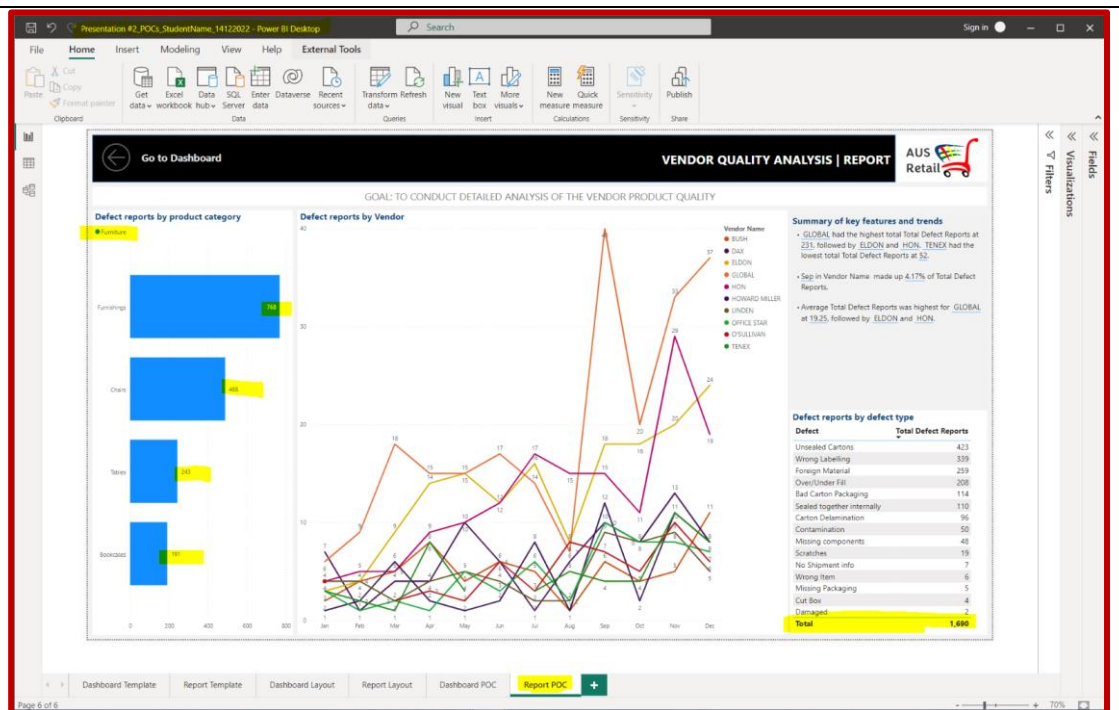 Presentation #2_POCs_StudentName_14122022 - Power BI Desktop
Search
Sign in
File Home Insert Modeling View Help External Tools
Paste
Cut
Copy
Format painter
Get data
Excel workbook
Data hub
SQL Server
Enter data
Dataverse
Recent sources
Transform data
Refresh
New visual
Text box
More visuals
New measure
Quick measure
Sensitivity
Publish
Clipboard
Data
Queries
Insert
Calculations
Sensitivity
Share
Go to Dashboard
VENDOR QUALITY ANALYSIS | REPORT
AUS
Retail
GOAL: TO CONDUCT DETAILED ANALYSIS OF THE VENDOR PRODUCT QUALITY
Defect reports by product category
Furniture
Furnishings
768
Chairs
Tables
243
Bookcases
0 200 400 600 800
Defect reports by Vendor
40
30
20
10
0
Jan Feb Mar Apr May Jun Jul Aug Sep Oct Nov Dec
Vendor Name
BUSH
DAX
ELDON
GLOBAL
HON
HOWARD MILLER
LINDEN
OFFICE STAR
O'SULLIVAN
TENEX
Summary of key features and trends
• GLOBAL had the highest total Total Defect Reports at
231, followed by ELDON and HON. TENEX had the
lowest total Total Defect Reports at 52.
• Sep in Vendor Name made up 4.17% of Total Defect
Reports.
• Average Total Defect Reports was highest for GLOBAL
at 19.25, followed by ELDON and HON.
Defect reports by defect type
Defect Total Defect Reports
Unsealed Cartons 423
Wrong Labelling 339
Foreign Material 259
Over/Under Fill 208
Bad Carton Packaging 114
Sealed together internally 110
Carton Delamination 96
Contamination 50
Missing components 48
Scratches 19
No Shipment info 7
Wrong Item 6
Missing Packaging 5
Cut Box 4
Damaged 2
Total 1,690
Filters
Visualizations
Fields
Dashboard Template
Report Template
Dashboard Layout
Report Layout
Dashboard POC
Report POC
Page 6 of 6
70%